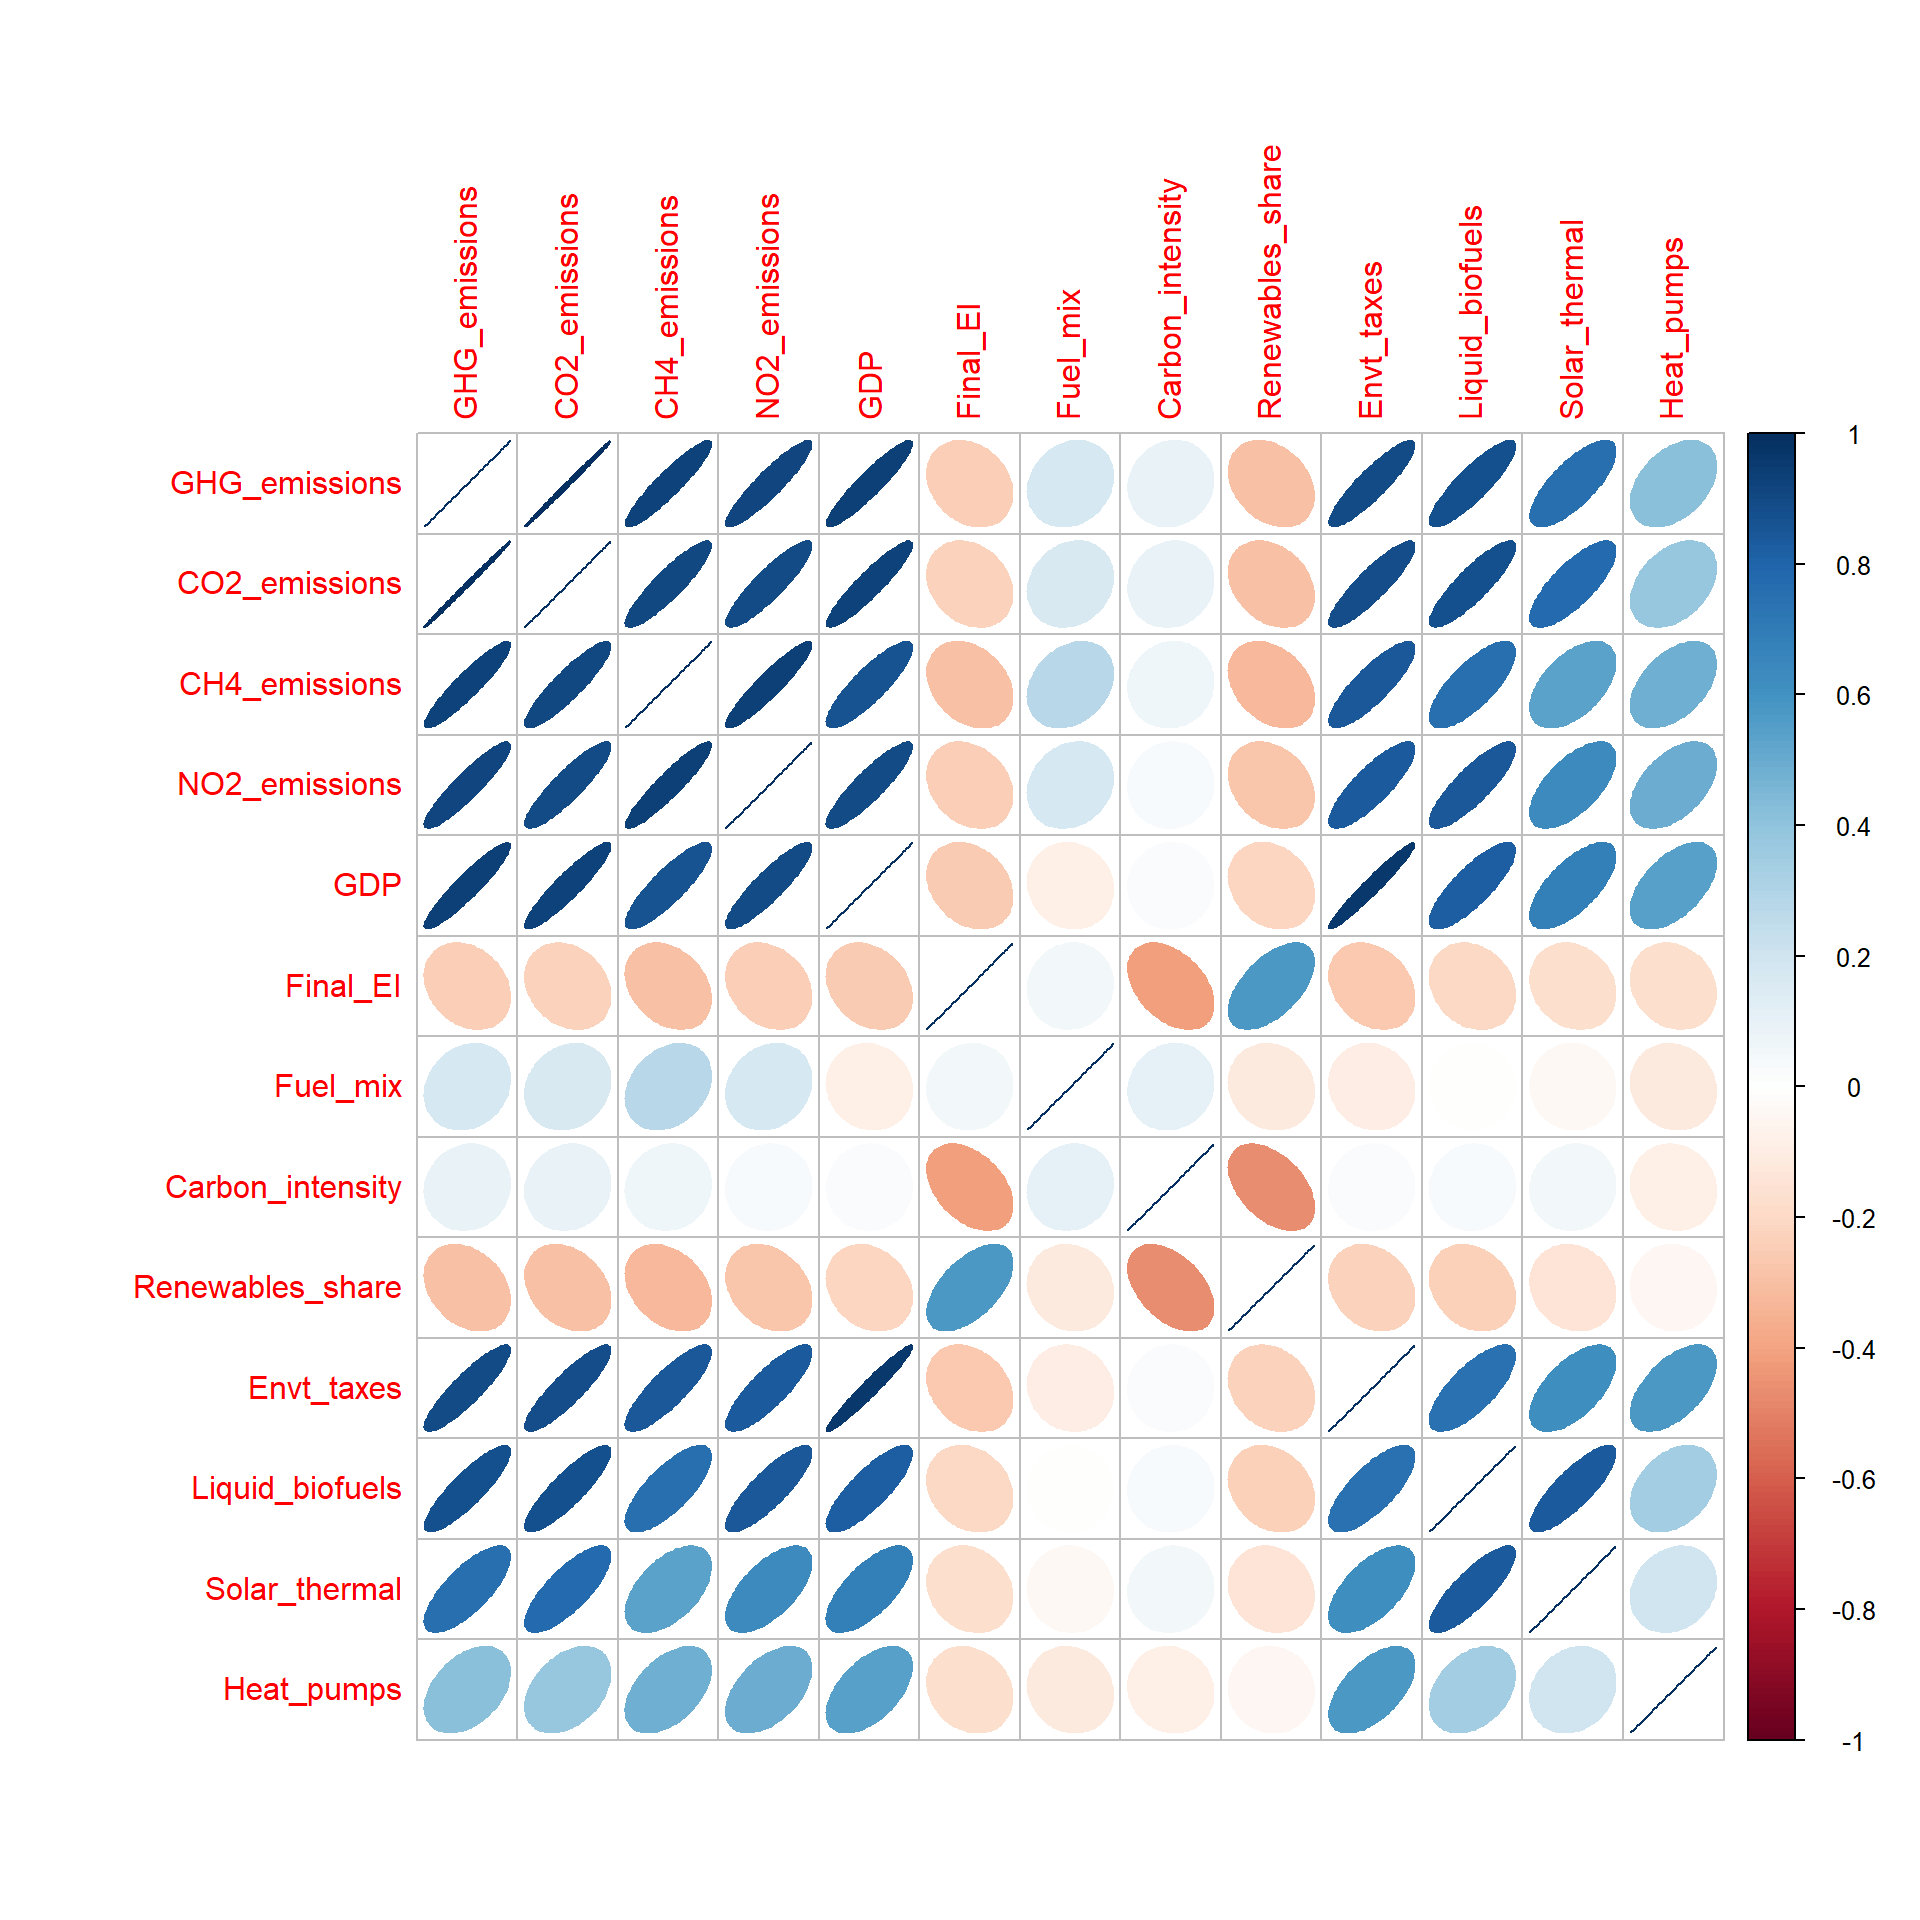 GHG_emissions
CO2_emissions
CH4_emissions
NO2_emissions
GDP
Final_EI
Fuel_mix
Carbon_intensity
Renewables_share
Envt_taxes
Liquid_biofuels
Solar_thermal
Heat_pumps
GHG_emissions
CO2_emissions
CH4_emissions
NO2_emissions
GDP
Final_EI
Fuel_mix
Carbon_intensity
Renewables_share
Envt_taxes
Liquid_biofuels
Solar_thermal
Heat_pumps
1
0.8
0.6
0.4
0.2
0
-0.2
-0.4
-0.6
-0.8
-1